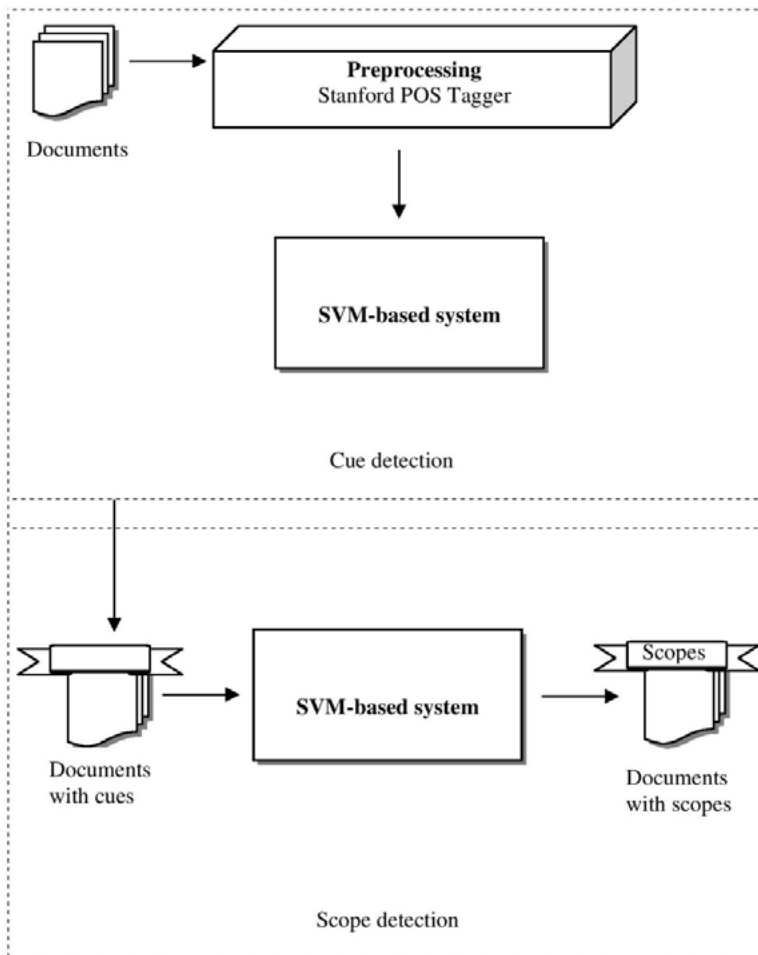 Preprocessing
Stanford POS Tagger
Documents
SVM-based system
Cue detection
Scopes
SVM-based system
Documents
with cues
Documents
with scopes
Scope detection